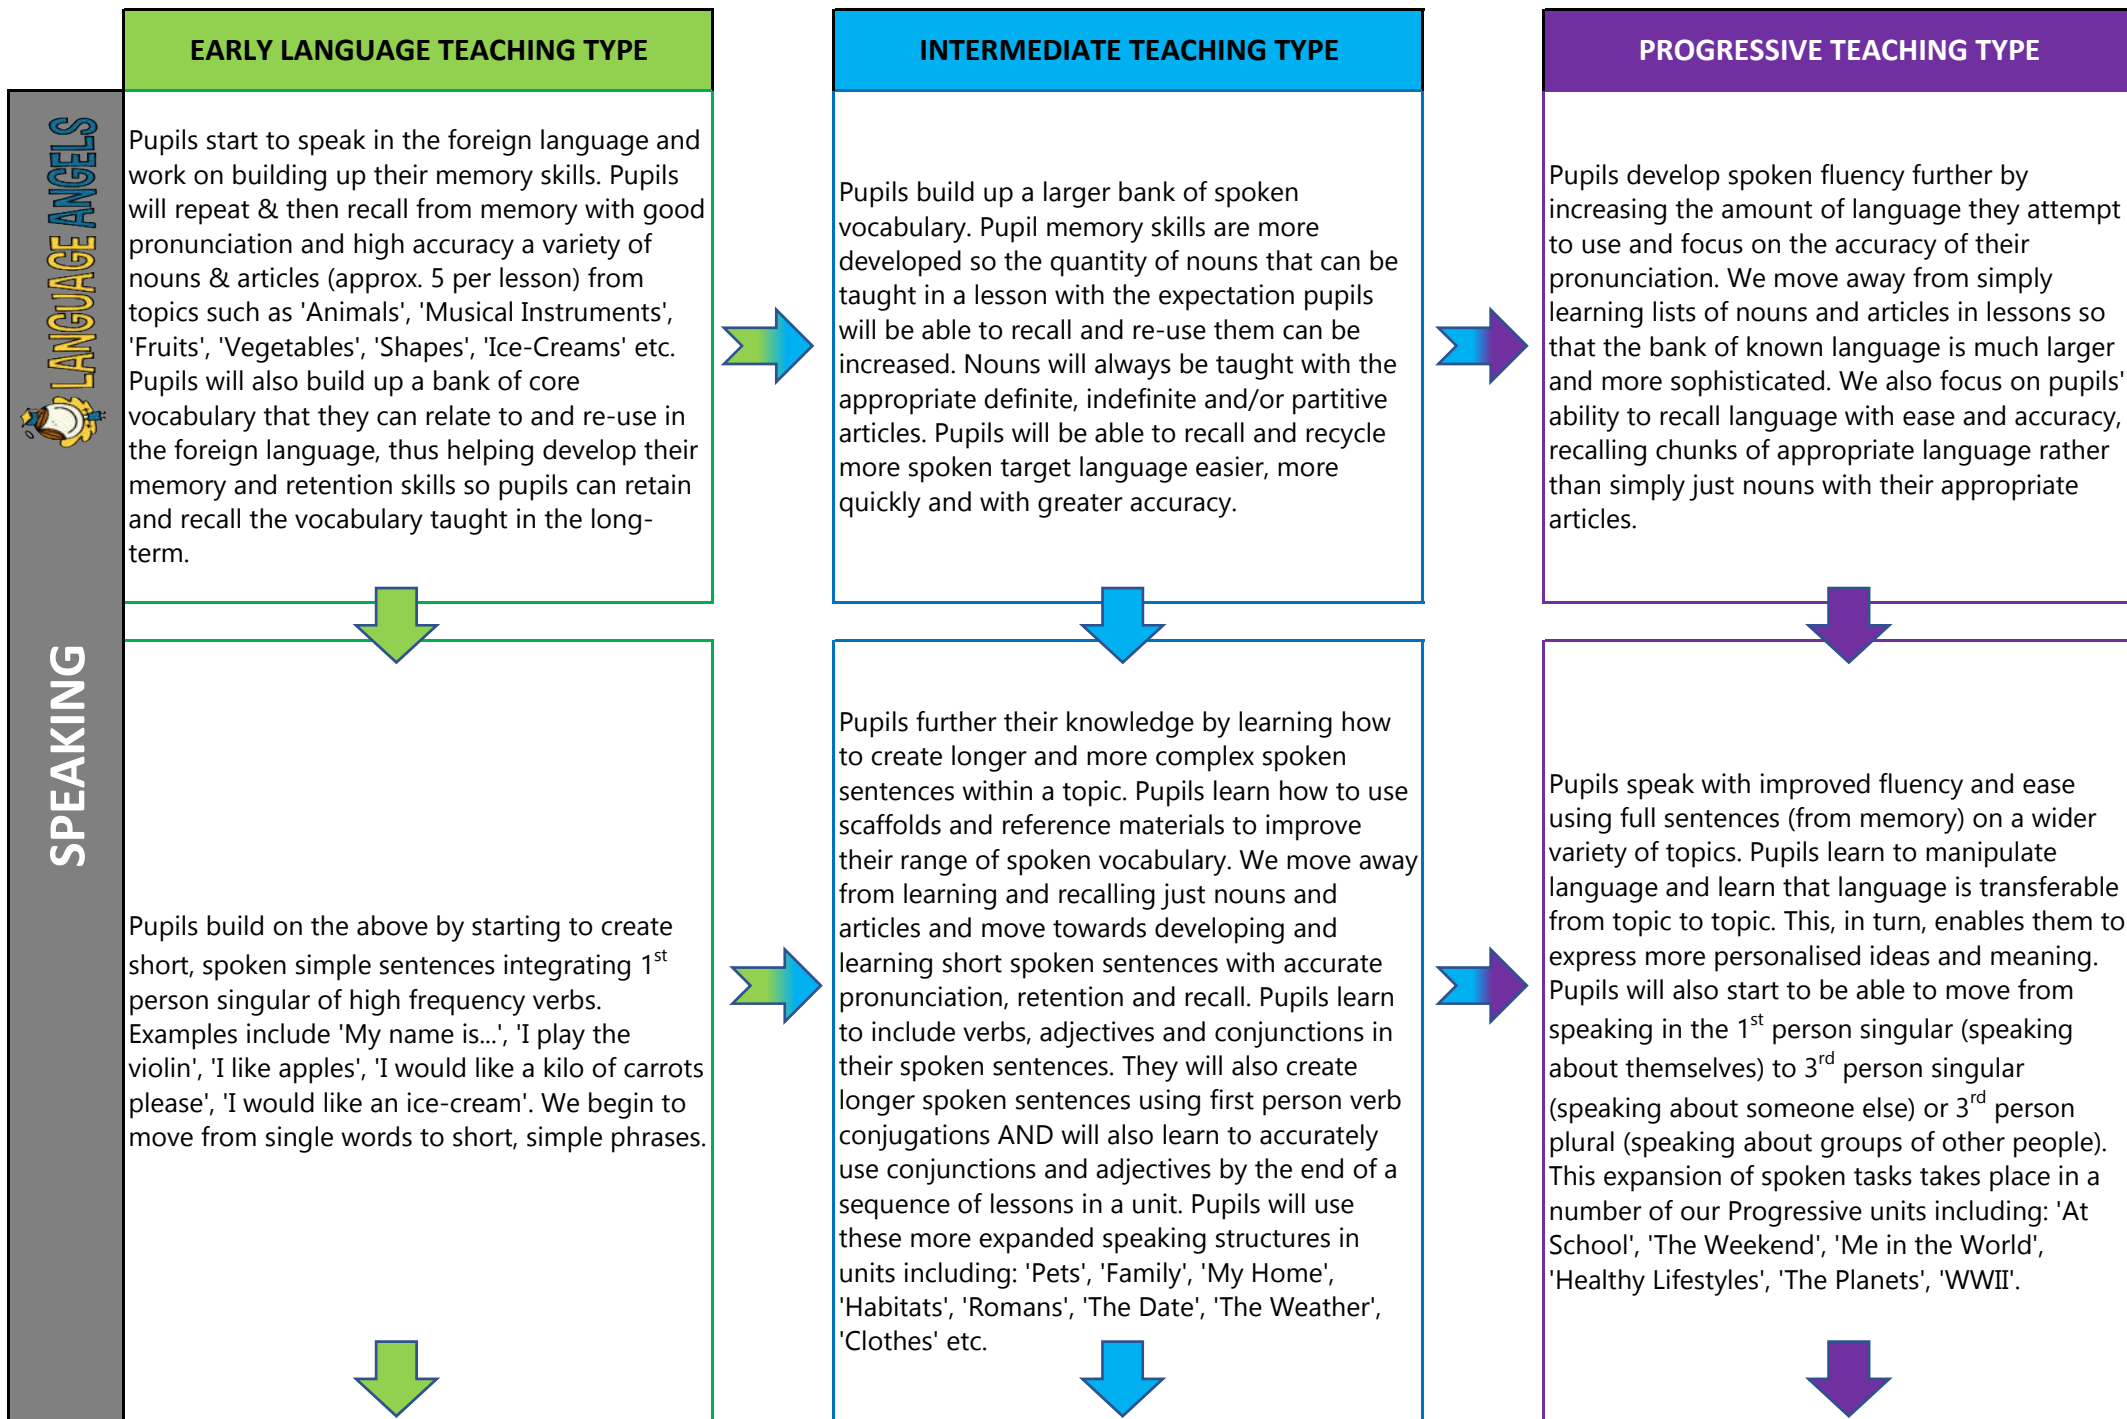 EARLY LANGUAGE TEACHING TYPE
INTERMEDIATE TEACHING TYPE
PROGRESSIVE TEACHING TYPE
LANGUAGE ANGELS
SPEAKING
Pupils start to speak in the foreign language and
work on building up their memory skills. Pupils
will repeat & then recall from memory with good
pronunciation and high accuracy a variety of
nouns & articles (approx. 5 per lesson) from
topics such as 'Animals', 'Musical Instruments',
'Fruits', 'Vegetables', 'Shapes', 'Ice-Creams' etc.
Pupils will also build up a bank of core
vocabulary that they can relate to and re-use in
the foreign language, thus helping develop their
memory and retention skills so pupils can retain
and recall the vocabulary taught in the long-
term.
Pupils build up a larger bank of spoken
vocabulary. Pupil memory skills are more
developed so the quantity of nouns that can be
taught in a lesson with the expectation pupils
will be able to recall and re-use them can be
increased. Nouns will always be taught with the
appropriate definite, indefinite and/or partitive
articles. Pupils will be able to recall and recycle
more spoken target language easier, more
quickly and with greater accuracy.
Pupils develop spoken fluency further by
increasing the amount of language they attempt
to use and focus on the accuracy of their
pronunciation. We move away from simply
learning lists of nouns and articles in lessons so
that the bank of known language is much larger
and more sophisticated. We also focus on pupils'
ability to recall language with ease and accuracy,
recalling chunks of appropriate language rather
than simply just nouns with their appropriate
articles.
Pupils build on the above by starting to create
short, spoken simple sentences integrating 1st
person singular of high frequency verbs.
Examples include 'My name is...', 'I play the
violin', 'I like apples', 'I would like a kilo of carrots
please', 'I would like an ice-cream'. We begin to
move from single words to short, simple phrases.
Pupils further their knowledge by learning how
to create longer and more complex spoken
sentences within a topic. Pupils learn how to use
scaffolds and reference materials to improve
their range of spoken vocabulary. We move away
from learning and recalling just nouns and
articles and move towards developing and
learning short spoken sentences with accurate
pronunciation, retention and recall. Pupils learn
to include verbs, adjectives and conjunctions in
their spoken sentences. They will also create
longer spoken sentences using first person verb
conjugations AND will also learn to accurately
use conjunctions and adjectives by the end of a
sequence of lessons in a unit. Pupils will use
these more expanded speaking structures in
units including: 'Pets', 'Family', 'My Home',
'Habitats', 'Romans', 'The Date', 'The Weather',
'Clothes' etc.
Pupils speak with improved fluency and ease
using full sentences (from memory) on a wider
variety of topics. Pupils learn to manipulate
language and learn that language is transferable
from topic to topic. This, in turn, enables them to
express more personalised ideas and meaning.
Pupils will also start to be able to move from
speaking in the 1st person singular (speaking
about themselves) to 3rd person singular
(speaking about someone else) or 3rd person
plural (speaking about groups of other people).
This expansion of spoken tasks takes place in a
number of our Progressive units including: 'At
School', 'The Weekend', 'Me in the World',
'Healthy Lifestyles', 'The Planets', 'WWII'.